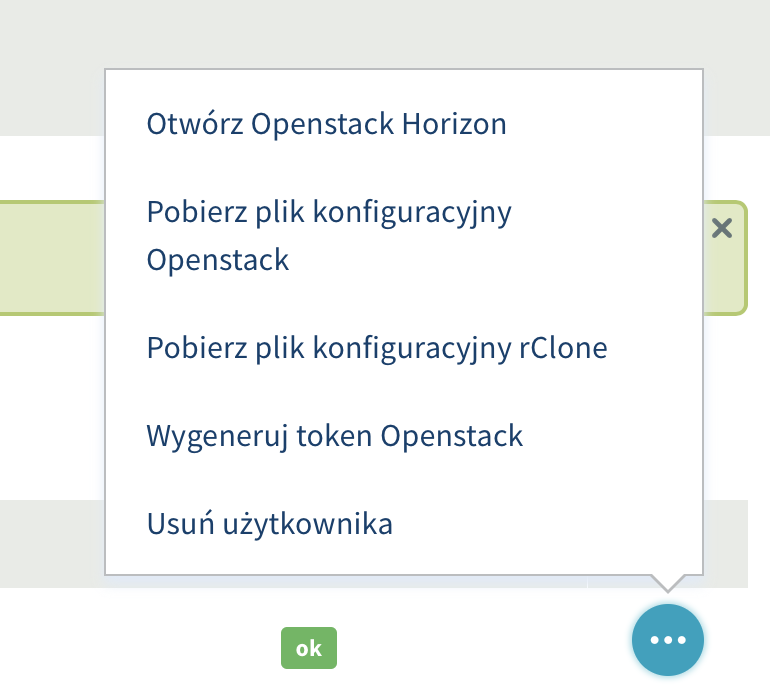 Otwórz Openstack Horizon
Pobierz plik konfiguracyjny
Openstack
Pobierz plik konfiguracyjny rClone
Wygeneruj token Openstack
Usuń użytkownika
ok